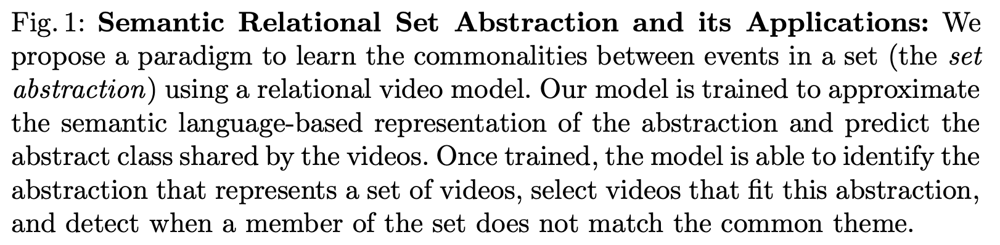 Fig. 1: Semantic Relational Set Abstraction and its Applications: We
propose a paradigm to learn the commonalities between events in a set (the set
abstraction) using a relational video model. Our model is trained to approximate
the semantic language-based representation of the abstraction and predict the
abstract class shared by the videos. Once trained, the model is able to identify the
abstraction that represents a set of videos, select videos that fit this abstraction,
and detect when a member of the set does not match the common theme.